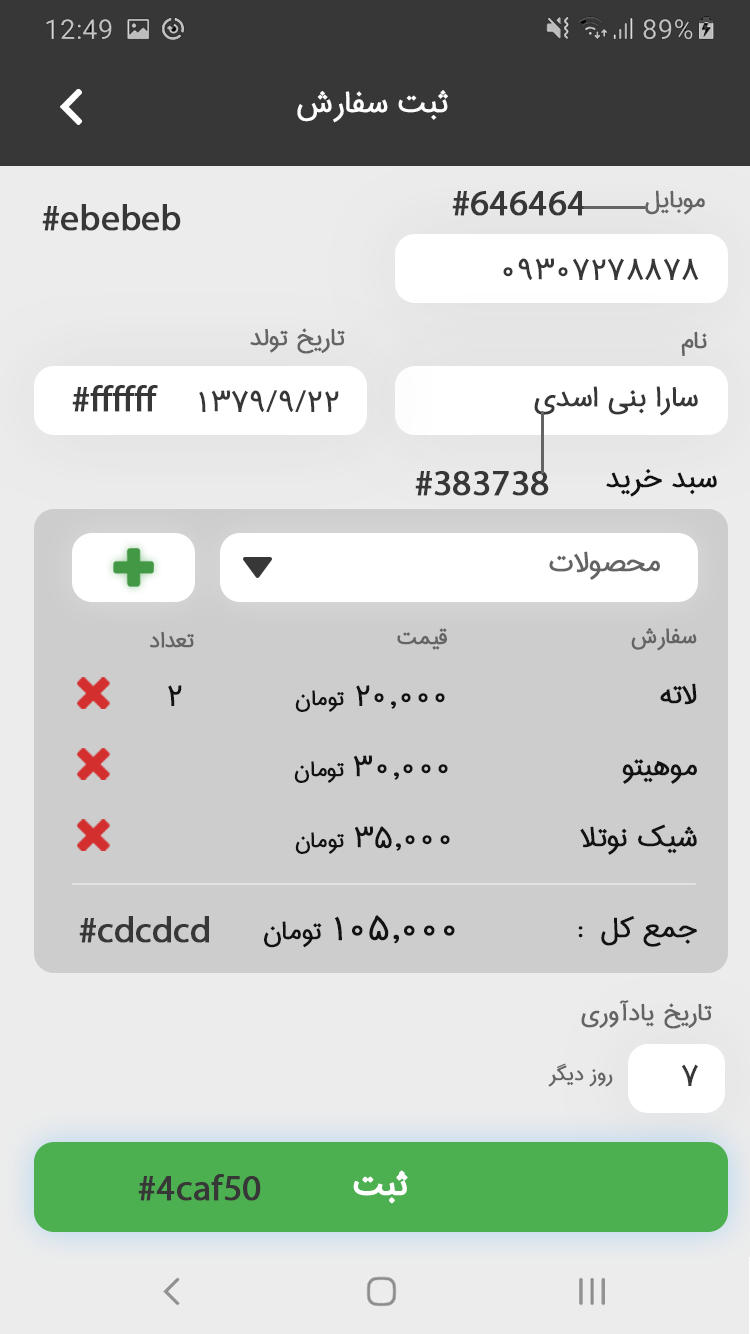 12:49 89%
ثبت سفارش
موبایل #646464 #ebebeb
۰۹۳۰۷۲۷۸۸۷۸
نام تاریخ تولد
سارا بنی اسدی ۱۳۷۹/۹/۲۲ #ffffff
سبد خرید #383738
محصولات
سفارش قیمت تعداد
لاته ۲۰,۰۰۰ تومان ۲
موهیتو ۳۰,۰۰۰ تومان
شیک نوتلا ۳۵,۰۰۰ تومان
جمع کل : ۱۰۵,۰۰۰ تومان #cdcdcd
تاریخ یادآوری
۷ روز دیگر
ثبت #4caf50